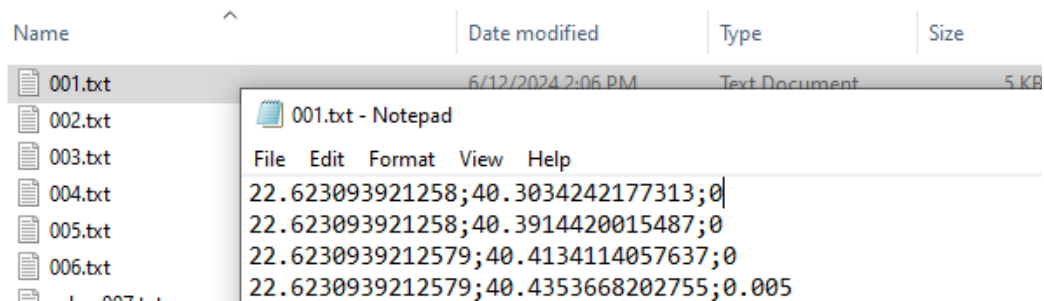 Name Date modified Type Size
001.txt 6/12/2024 2:06 PM Text Document 5 KB
002.txt
003.txt
004.txt
005.txt
006.txt
001.txt - Notepad
File Edit Format View Help
22.623093921258;40.3034242177313;0
22.623093921258;40.3914420015487;0
22.6230939212579;40.4134114057637;0
22.6230939212579;40.4353668202755;0.005